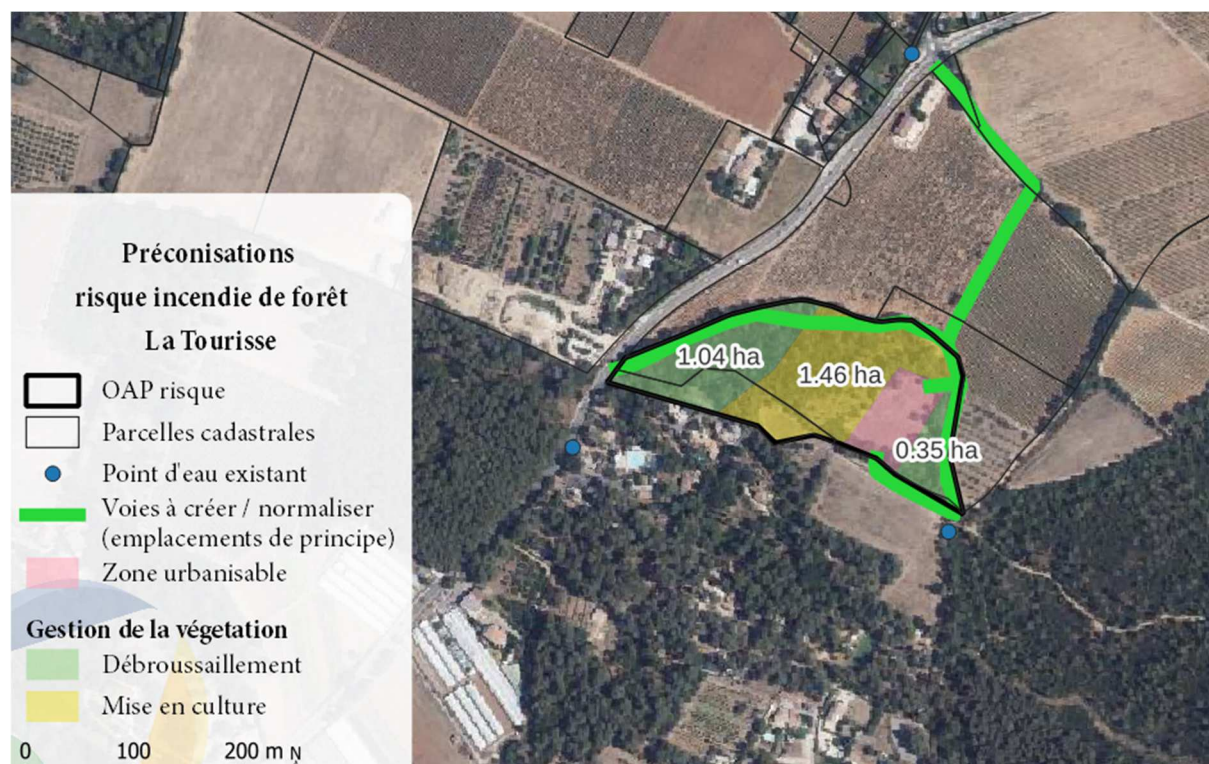 Préconisations
risque incendie de forêt
La Tourisse
OAP risque
Parcelles cadastrales
Point d'eau existant
Voies à créer / normaliser
(emplacements de principe)
Zone urbanisable
Gestion de la végetation
Débroussaillement
Mise en culture
0 100 200 m N
1.04 ha
1.46 ha
0.35 ha